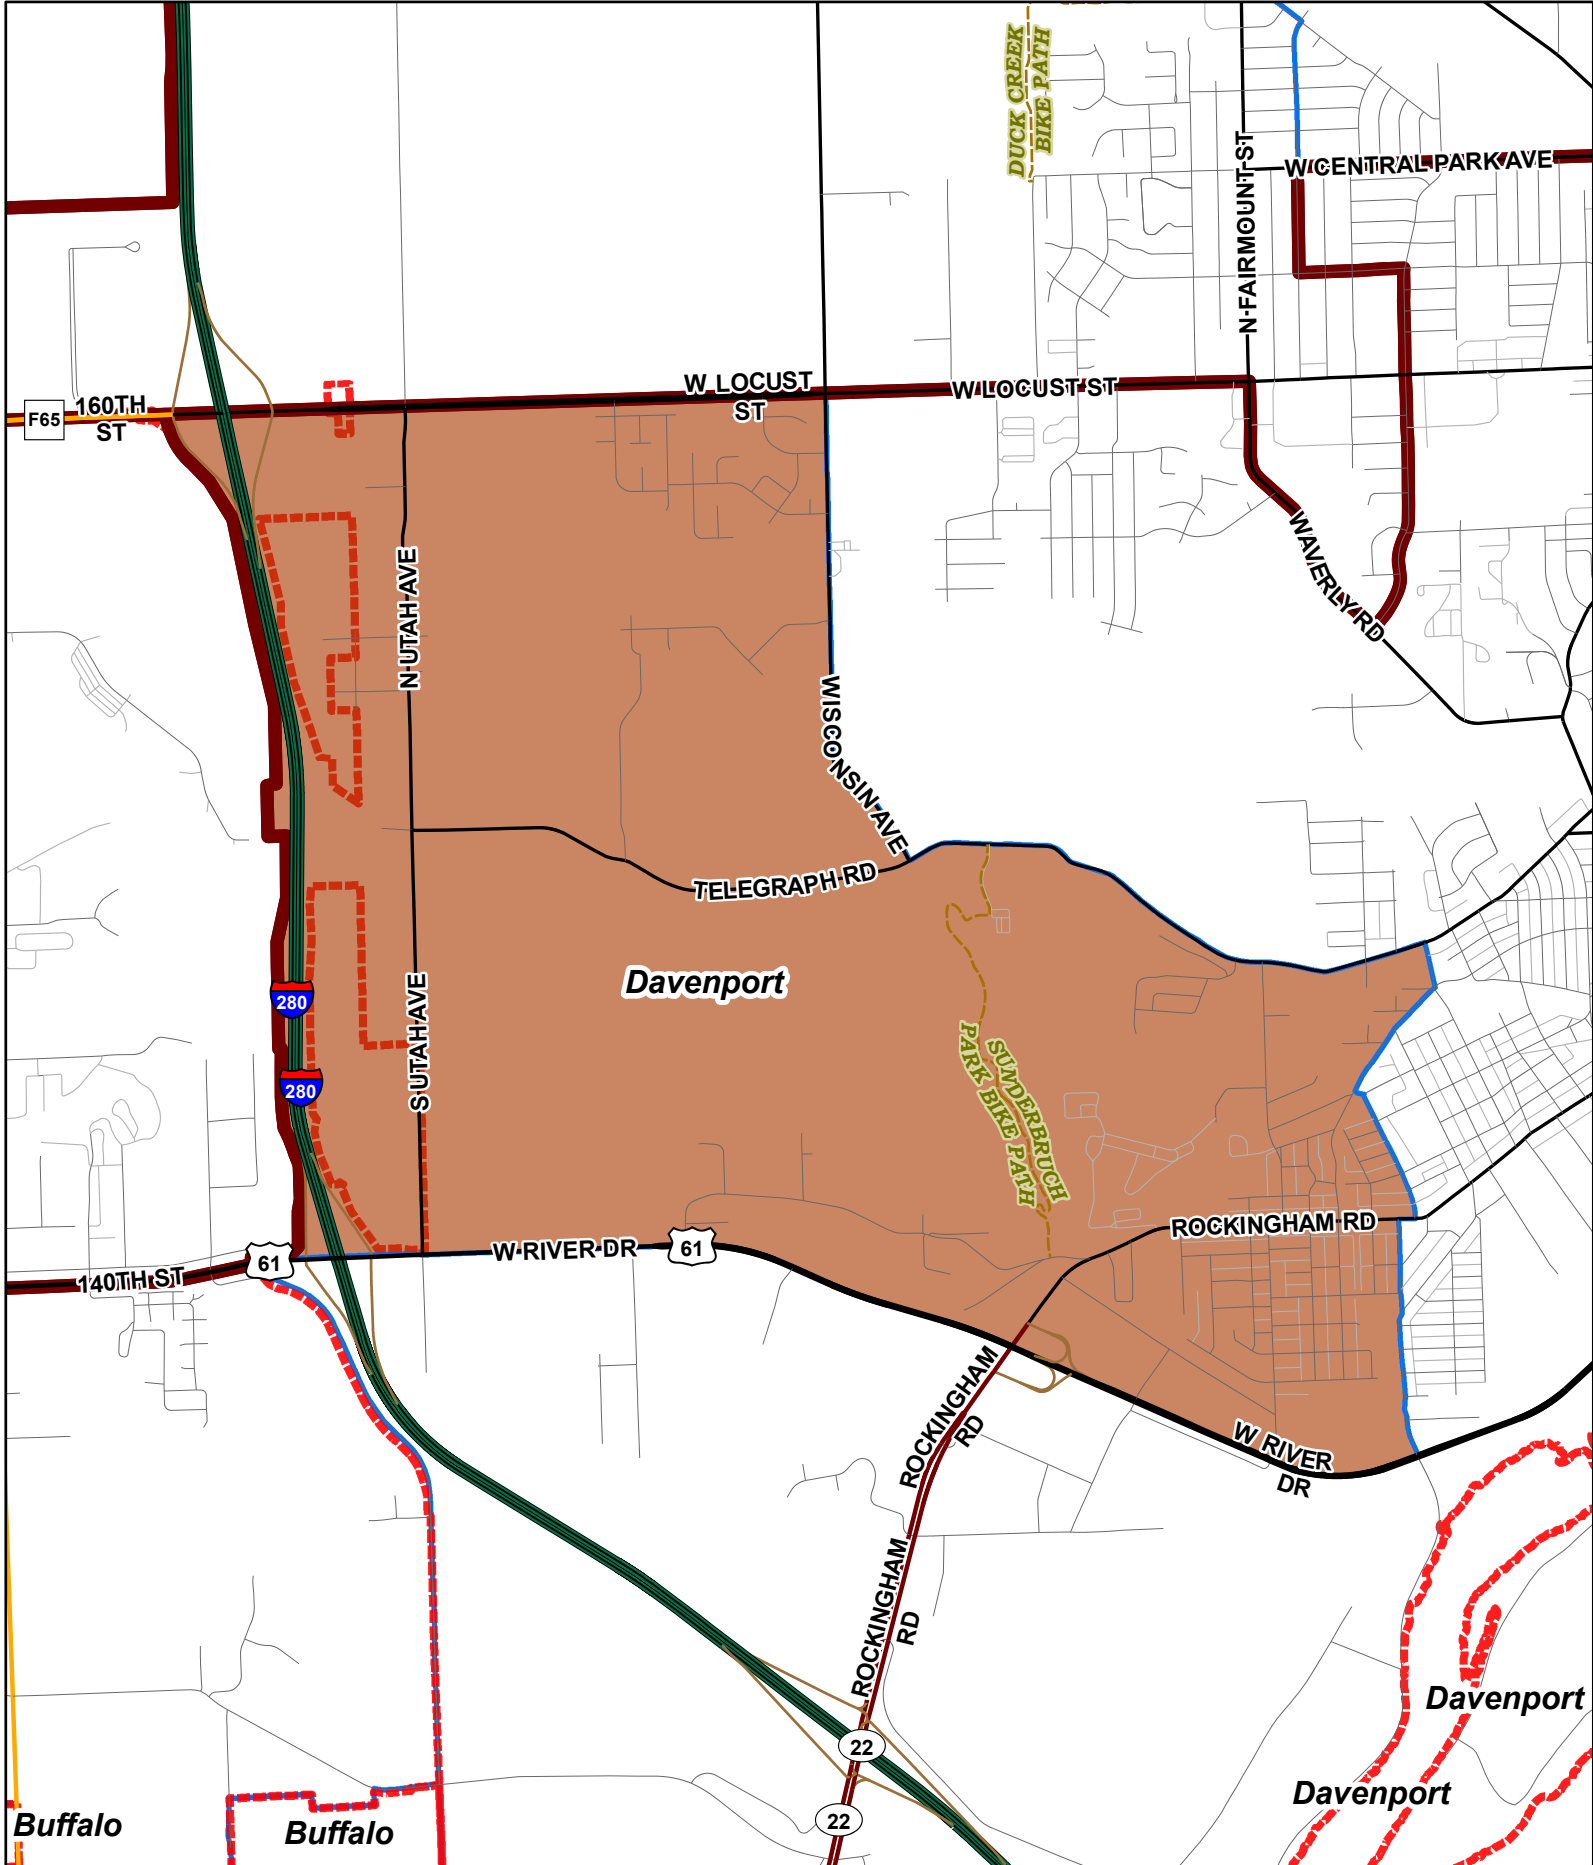 DUCK CREEK
BIKE PATH
W CENTRAL PARK AVE
N FAIRMOUNT ST
W LOCUST
ST
W LOCUST ST
160TH
ST
F65
WAVERLY RD
N UTAH AVE
WISCONSIN AVE
TELEGRAPH RD
Davenport
280
S UTAH AVE
280
SUNDERBRUCH
PARK BIKE PATH
ROCKINGHAM RD
W RIVER DR
61
61
140TH ST
ROCKINGHAM
RD
W RIVER
DR
ROCKINGHAM
RD
Davenport
22
Davenport
22
Buffalo
Buffalo